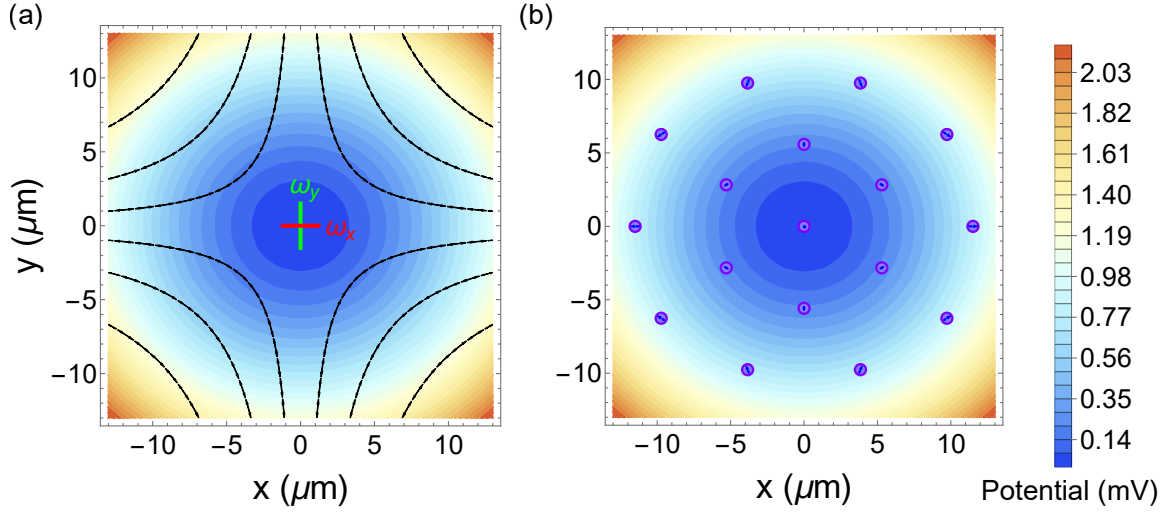 (a)
(b)
10
5
0
−5
−10
y (μm)
ω_y
ω_x
−10 −5 0 5 10
x (μm)
10
5
0
−5
−10
−10 −5 0 5 10
x (μm)
2.03
1.82
1.61
1.40
1.19
0.98
0.77
0.56
0.35
0.14
Potential (mV)